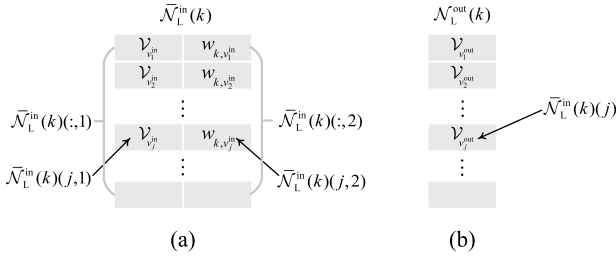 N̄_L^in(k)
N_L^out(k)
𝒱_{v_1^in} w_{k,v_1^in} 𝒱_{v_1^out}
𝒱_{v_2^in} w_{k,v_2^in} 𝒱_{v_2^out}
⋮ ⋮
N̄_L^in(k)(:,1) N̄_L^in(k)(:,2) N̄_L^in(k)(j)
𝒱_{v_j^in} w_{k,v_j^in} 𝒱_{v_j^out}
N̄_L^in(k)(j,1) N̄_L^in(k)(j,2)
⋮ ⋮
(a) (b)